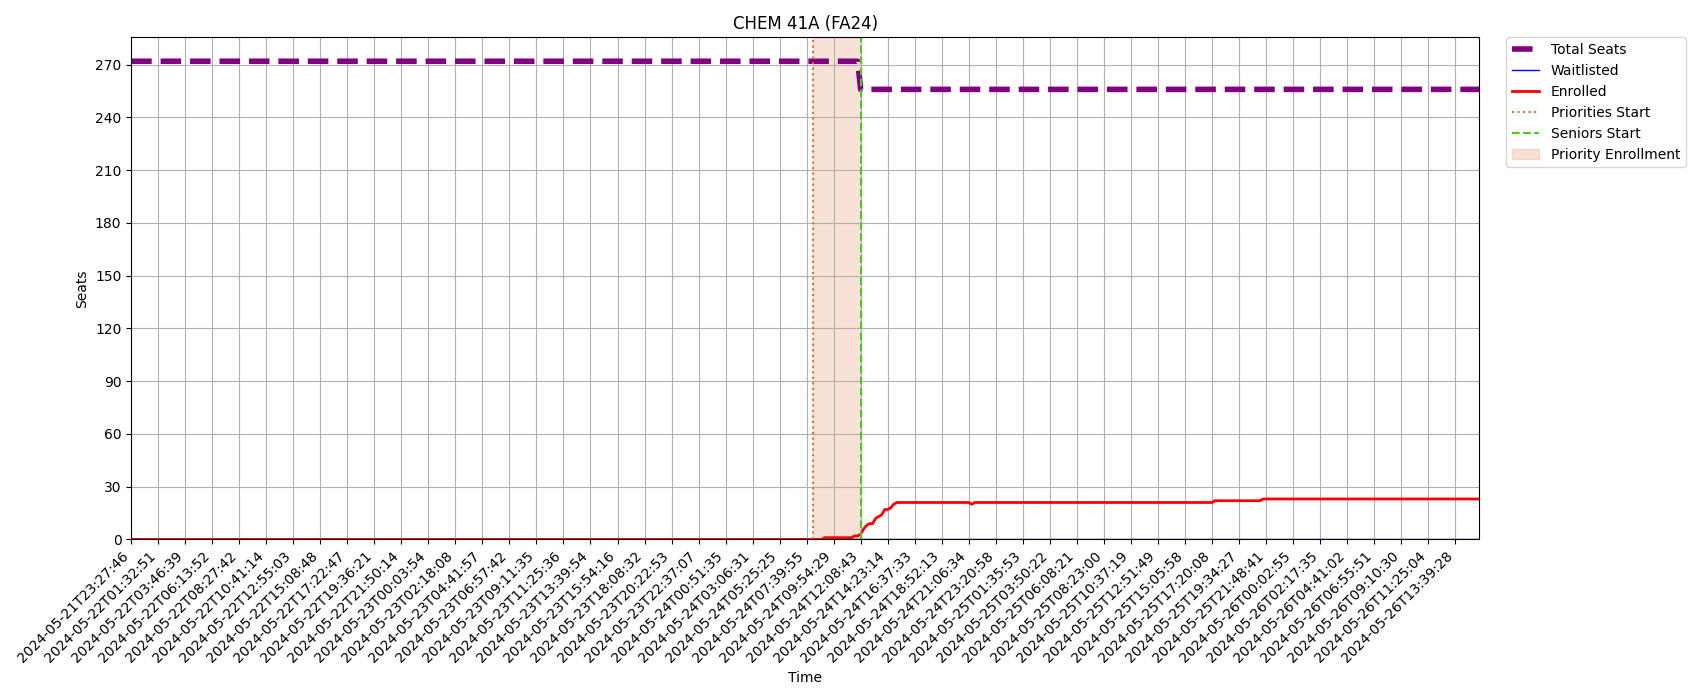 CHEM 41A (FA24)
Total Seats
Waitlisted
Enrolled
Priorities Start
Seniors Start
Priority Enrollment
270
240
210
180
150
120
90
60
30
0
Seats
2024-05-21T23:27:46
2024-05-22T01:32:51
2024-05-22T03:46:39
2024-05-22T06:13:52
2024-05-22T08:27:42
2024-05-22T10:41:14
2024-05-22T12:55:03
2024-05-22T15:08:48
2024-05-22T17:22:47
2024-05-22T19:36:21
2024-05-22T21:50:14
2024-05-23T00:03:54
2024-05-23T02:18:08
2024-05-23T04:41:57
2024-05-23T06:57:42
2024-05-23T09:11:35
2024-05-23T11:25:36
2024-05-23T13:39:54
2024-05-23T15:54:16
2024-05-23T18:08:32
2024-05-23T20:22:53
2024-05-23T22:37:07
2024-05-24T00:51:35
2024-05-24T03:06:31
2024-05-24T05:25:25
2024-05-24T07:39:55
2024-05-24T09:54:29
2024-05-24T12:08:43
2024-05-24T14:23:14
2024-05-24T16:37:33
2024-05-24T18:52:13
2024-05-24T21:06:34
2024-05-24T23:20:58
2024-05-25T01:35:53
2024-05-25T03:50:22
2024-05-25T06:08:21
2024-05-25T08:23:00
2024-05-25T10:37:19
2024-05-25T12:51:49
2024-05-25T15:05:58
2024-05-25T17:20:08
2024-05-25T19:34:27
2024-05-25T21:48:41
2024-05-26T00:02:55
2024-05-26T02:17:35
2024-05-26T04:41:02
2024-05-26T06:55:51
2024-05-26T09:10:30
2024-05-26T11:25:04
2024-05-26T13:39:28
Time